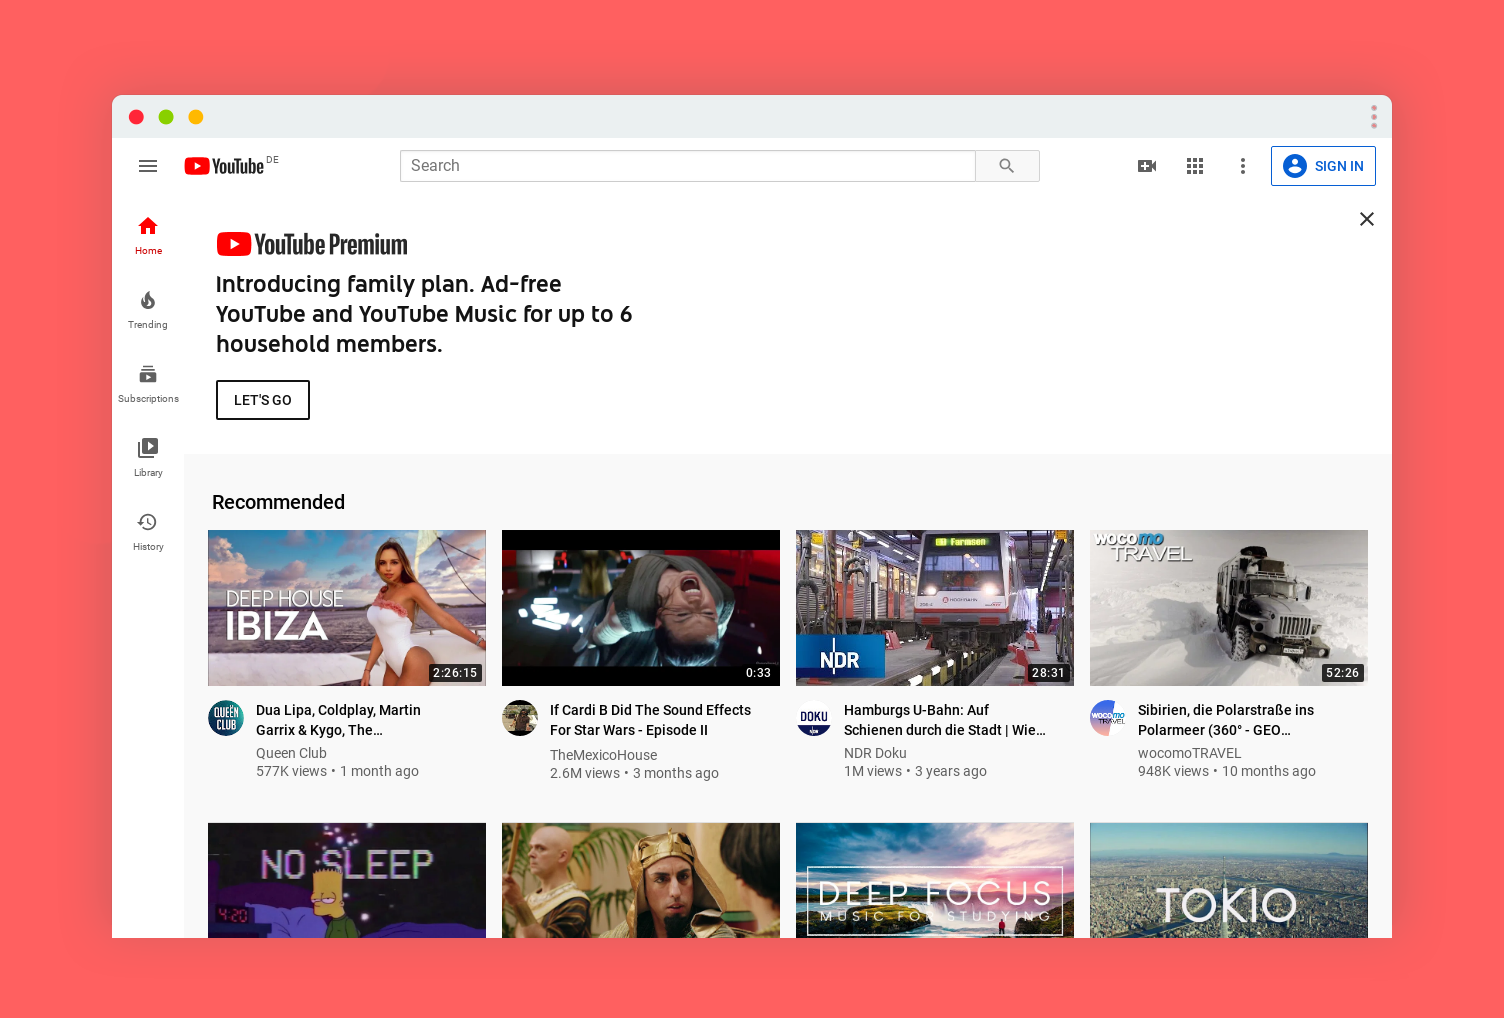 YouTube DE
Search
SIGN IN
Home
Trending
Subscriptions
Library
History
YouTube Premium
Introducing family plan. Ad-free
YouTube and YouTube Music for up to 6
household members.
LET'S GO
Recommended
DEEP HOUSE
IBIZA
2:26:15
0:33
Farmsen
HOCHBAHN
NDR
28:31
wocomo
TRAVEL
52:26
QUEEN
CLUB
Dua Lipa, Coldplay, Martin
Garrix & Kygo, The…
Queen Club
577K views • 1 month ago
If Cardi B Did The Sound Effects
For Star Wars - Episode II
TheMexicoHouse
2.6M views • 3 months ago
DOKU
NDR
Hamburgs U-Bahn: Auf
Schienen durch die Stadt | Wie…
NDR Doku
1M views • 3 years ago
wocomo
TRAVEL
Sibirien, die Polarstraße ins
Polarmeer (360° - GEO…
wocomoTRAVEL
948K views • 10 months ago
NO SLEEP
4:20
DEEP FOCUS
MUSIC FOR STUDYING
TOKIO